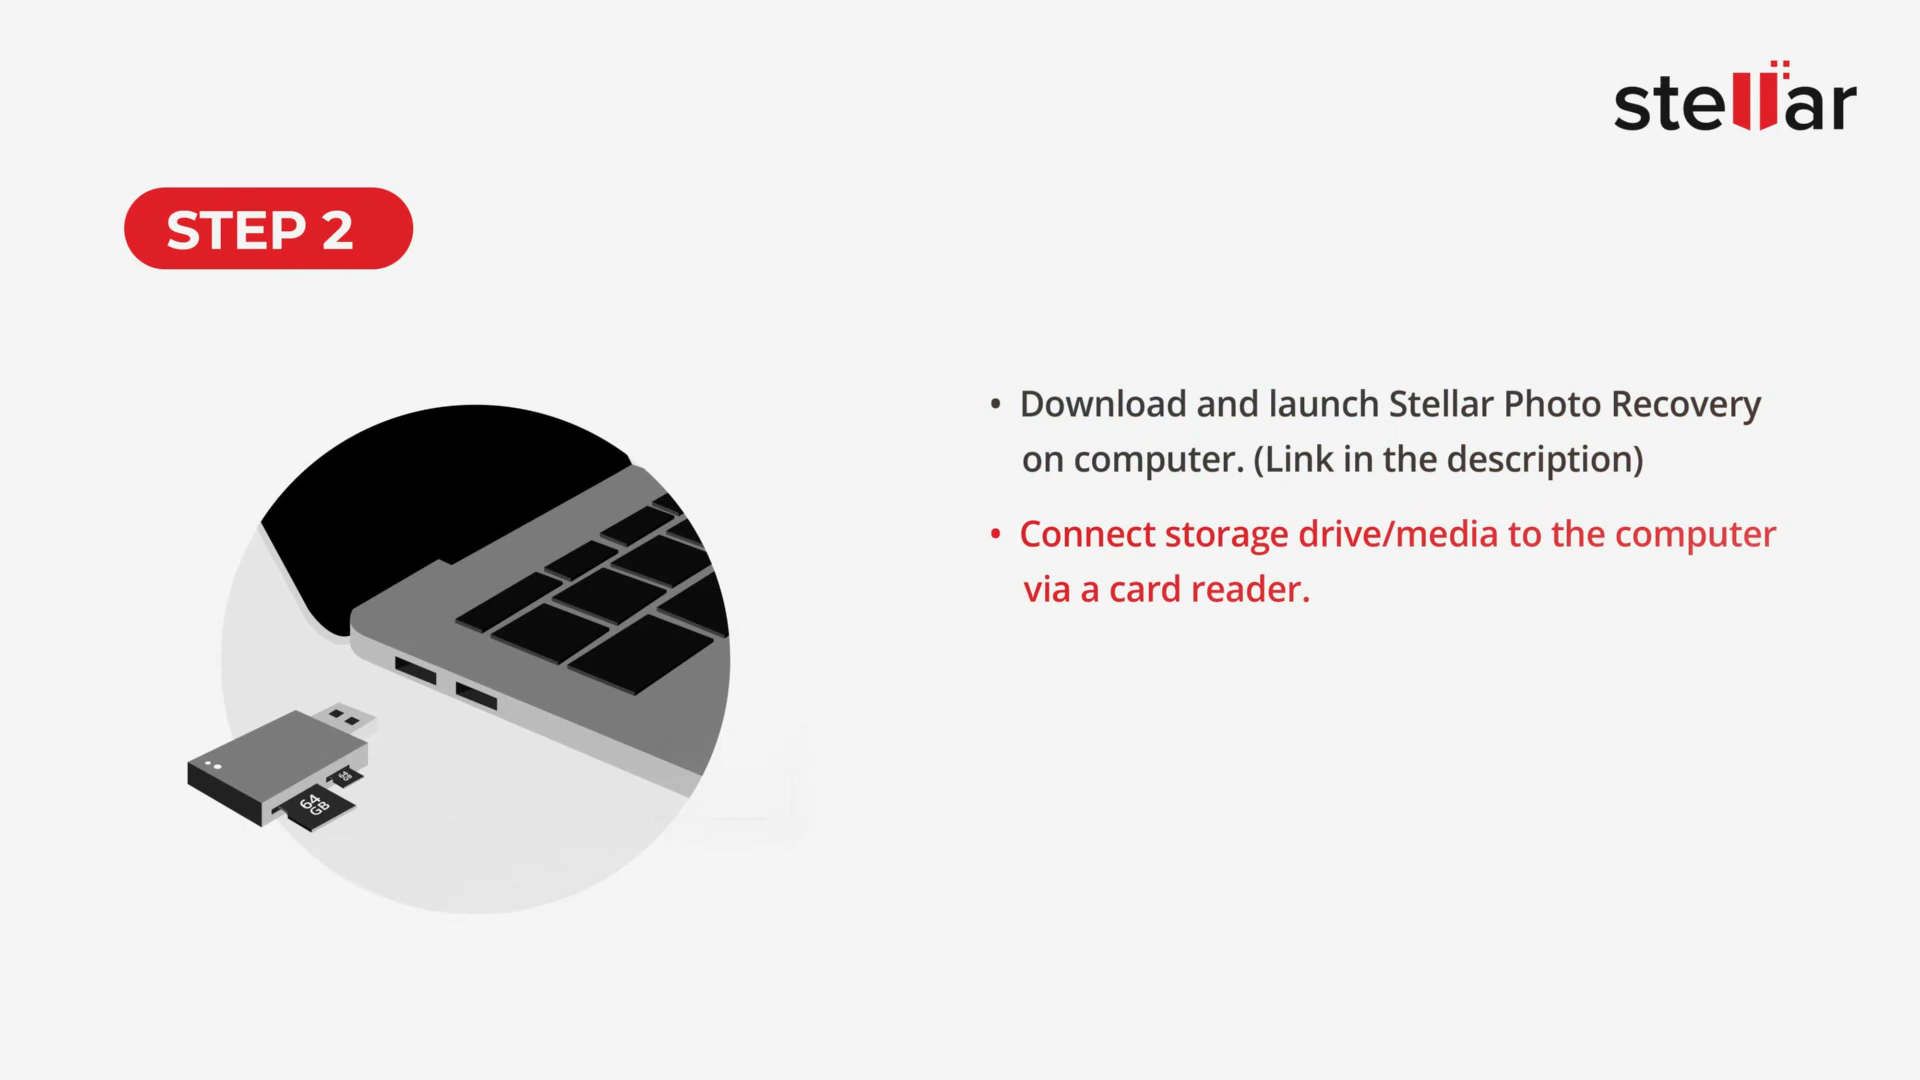 stellar
STEP 2
• Download and launch Stellar Photo Recovery
on computer. (Link in the description)
• Connect storage drive/media to the computer
via a card reader.
64
GB